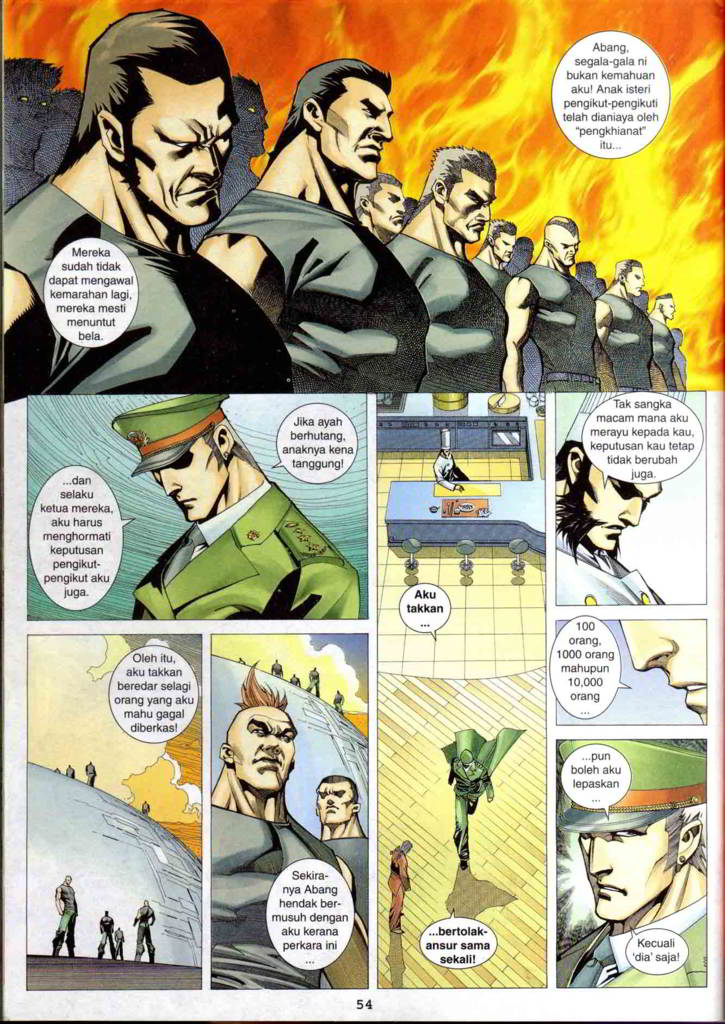 Abang,
segala-gala ni
bukan kemahuan
aku! Anak isteri
pengikut-pengikuti
telah dianiaya oleh
"pengkhianat"
itu...
Mereka
sudah tidak
dapat mengawal
kemarahan lagi,
mereka mesti
menuntut
bela.
Jika ayah
berhutang,
anaknya kena
tanggung!
...dan
selaku
ketua mereka,
aku harus
menghormati
keputusan
pengikut-
pengikut aku
juga.
Oleh itu,
aku takkan
beredar selagi
orang yang aku
mahu gagal
diberkas!
Sekira-
nya Abang
hendak ber-
musuh dengan
aku kerana
perkara ini
...
Aku
takkan
...
...bertolak-
ansur sama
sekali!
Tak sangka
macam mana aku
merayu kepada kau,
keputusan kau tetap
tidak berubah
juga.
100
orang,
1000 orang
mahupun
10,000
orang
...
...pun
boleh aku
lepaskan
...
Kecuali
'dia' saja!
54